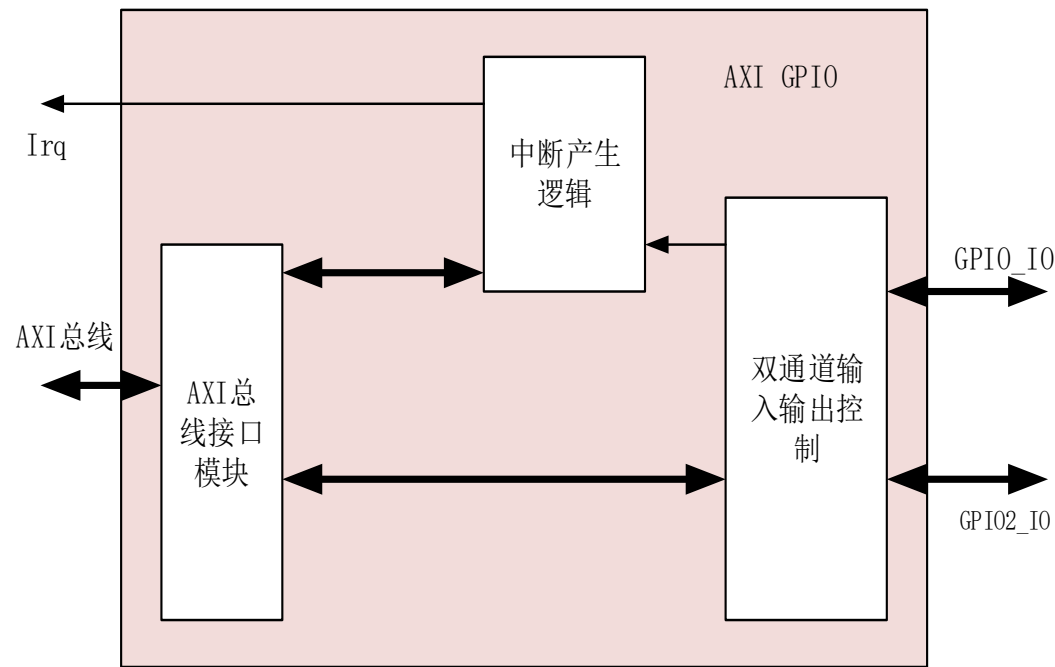 AXI GPIO
Irq
中断产生
逻辑
GPIO_IO
AXI总线
AXI总
线接口
模块
双通道输
入输出控
制
GPIO2_IO